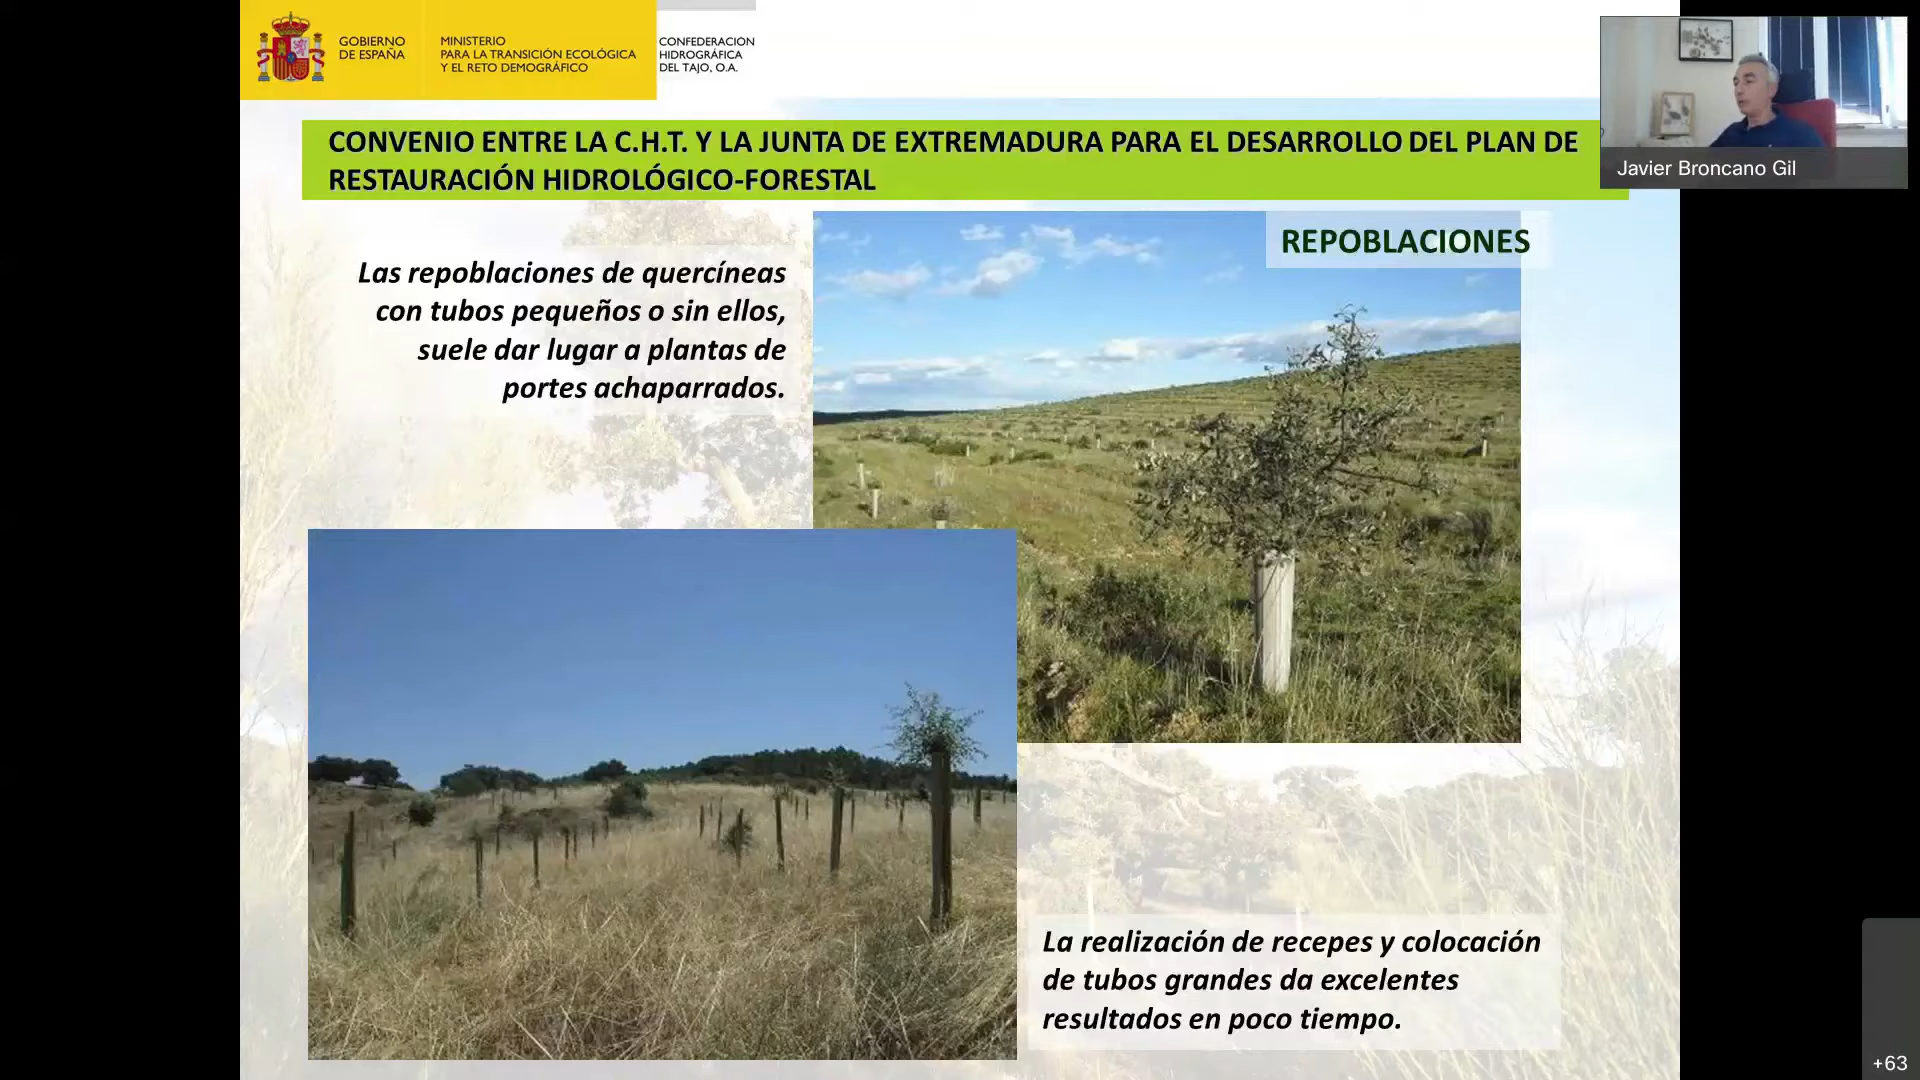 GOBIERNO
DE ESPAÑA
MINISTERIO
PARA LA TRANSICIÓN ECOLÓGICA
Y EL RETO DEMOGRÁFICO
CONFEDERACIÓN
HIDROGRÁFICA
DEL TAJO, O.A.
CONVENIO ENTRE LA C.H.T. Y LA JUNTA DE EXTREMADURA PARA EL DESARROLLO DEL PLAN DE
RESTAURACIÓN HIDROLÓGICO-FORESTAL
Javier Broncano Gil
REPOBLACIONES
Las repoblaciones de quercíneas
con tubos pequeños o sin ellos,
suele dar lugar a plantas de
portes achaparrados.
La realización de recepes y colocación
de tubos grandes da excelentes
resultados en poco tiempo.
+63